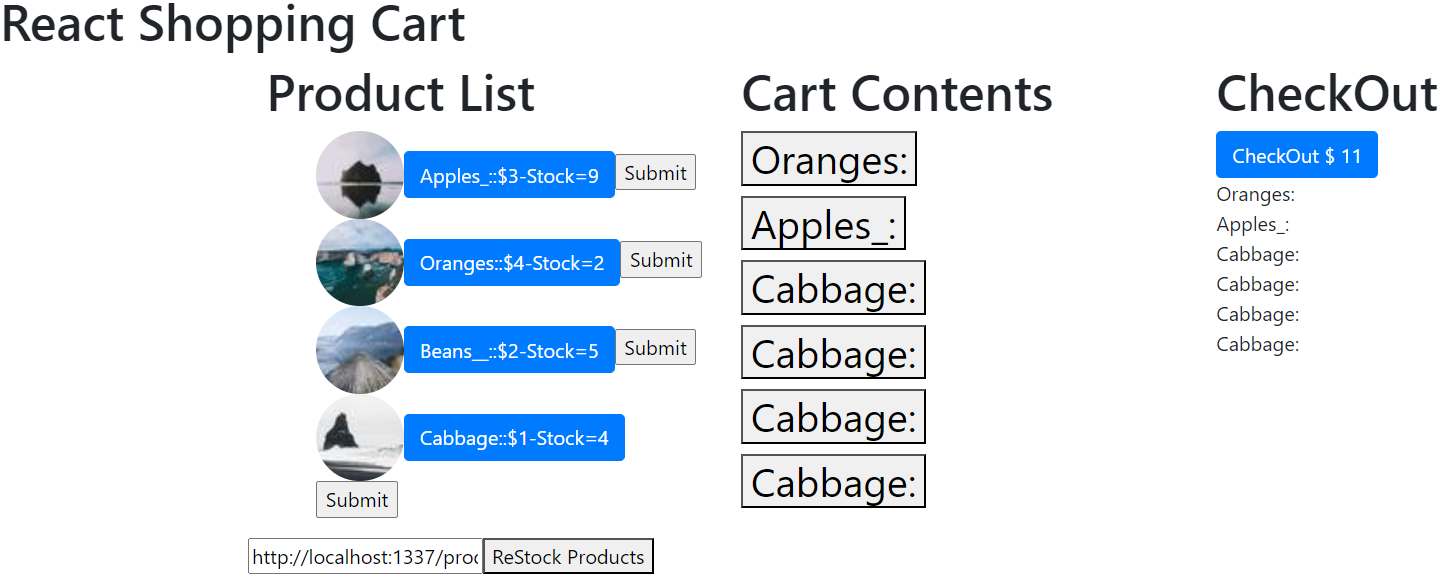 React Shopping Cart
Product List
Apples_::$3-Stock=9 Submit
Oranges::$4-Stock=2 Submit
Beans__::$2-Stock=5 Submit
Cabbage::$1-Stock=4
Submit
http://localhost:1337/prod ReStock Products
Cart Contents
Oranges:
Apples_:
Cabbage:
Cabbage:
Cabbage:
Cabbage:
CheckOut
CheckOut $ 11
Oranges:
Apples_:
Cabbage:
Cabbage:
Cabbage:
Cabbage: